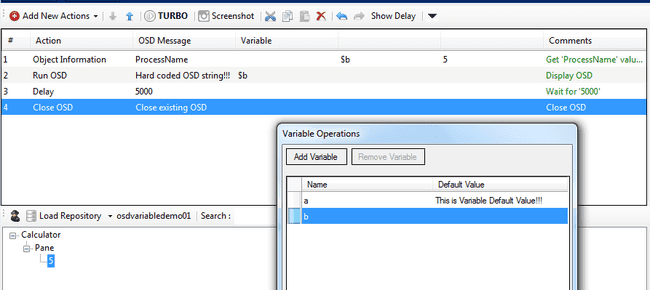 Add New Actions TURBO Screenshot Show Delay
# Action OSD Message Variable Comments
1 Object Information ProcessName $b 5 Get 'ProcessName' valu...
2 Run OSD Hard coded OSD string!!! $b Display OSD
3 Delay 5000 Wait for '5000'
4 Close OSD Close existing OSD Close OSD
Variable Operations
Add Variable Remove Variable
Name Default Value
a This is Variable Default Value!!!
b
Load Repository osdvariabledemo01 Search :
Calculator
Pane
5